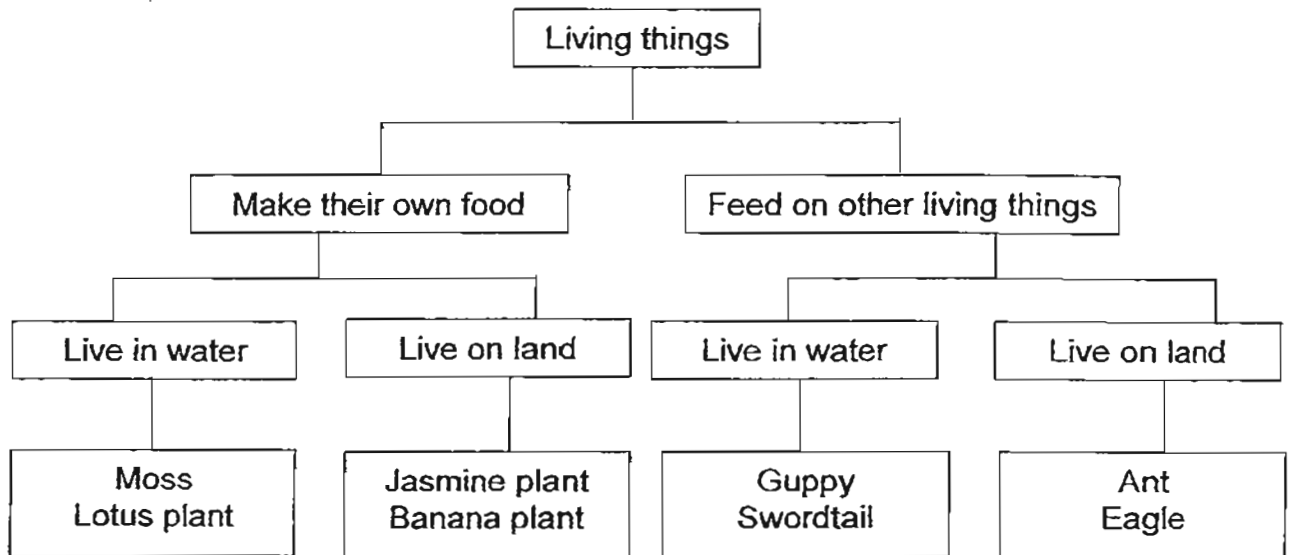 Living things
Make their own food
Feed on other living things
Live in water
Live on land
Live in water
Live on land
Moss
Lotus plant
Jasmine plant
Banana plant
Guppy
Swordtail
Ant
Eagle